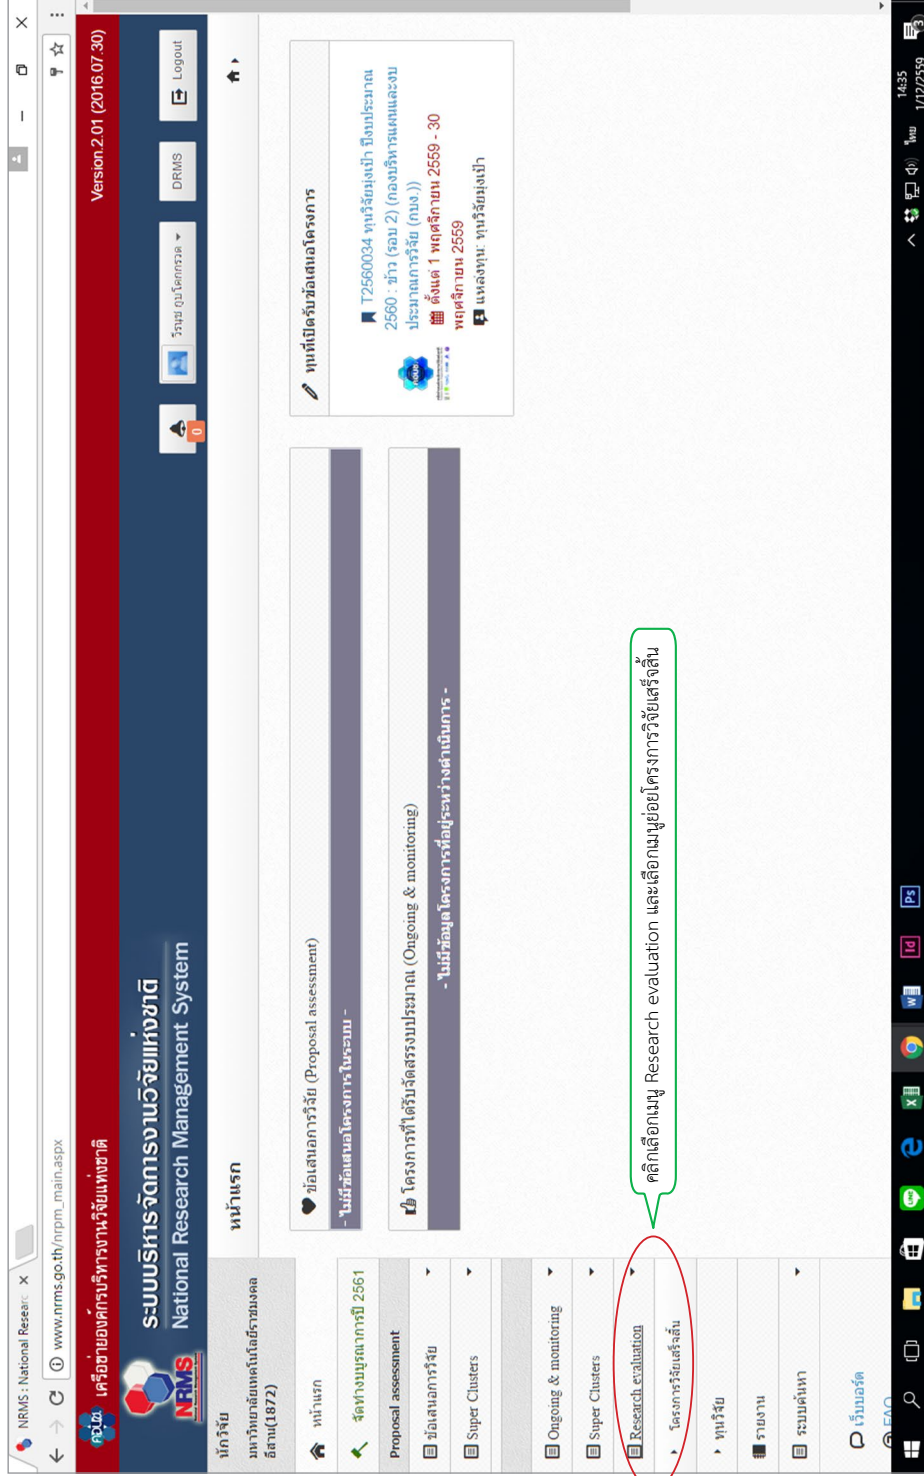 NRMS : National Researc
www.nrms.go.th/nrpm_main.aspx
คอบช เครือข่ายองค์กรบริหารงานวิจัยแห่งชาติ
Version.2.01 (2016.07.30)
NRMS
ระบบบริหารจัดการงานวิจัยแห่งชาติ
National Research Management System
0
วิรนุช ภูบโคกกรวด
DRMS
Logout
นักวิจัย
มหาวิทยาลัยเทคโนโลยีราชมงคล
อีสาน(1872)
หน้าแรก
จัดทำงบบูรณาการปี 2561
Proposal assessment
ข้อเสนอการวิจัย
Super Clusters
Ongoing & monitoring
Super Clusters
Research evaluation
โครงการวิจัยเสร็จสิ้น
ทุนวิจัย
รายงาน
ระบบค้นหา
เว็บบอร์ด
FAQ
หน้าแรก
ข้อเสนอการวิจัย (Proposal assessment)
- ไม่มีข้อเสนอโครงการในระบบ -
โครงการที่ได้รับจัดสรรงบประมาณ (Ongoing & monitoring)
- ไม่มีข้อมูลโครงการที่อยู่ระหว่างดำเนินการ -
คลิกเลือกเมนู Research evaluation และเลือกเมนูย่อยโครงการวิจัยเสร็จสิ้น
ทุนที่เปิดรับข้อเสนอโครงการ
T2560034 ทุนวิจัยมุ่งเป้า ปีงบประมาณ
2560 : ข้าว (รอบ 2) (กองบริหารแผนและงบ
ประมาณการวิจัย (กบง.))
ตั้งแต่ 1 พฤศจิกายน 2559 - 30
พฤศจิกายน 2559
แหล่งทุน: ทุนวิจัยมุ่งเป้า
ไทย
14:35
1/12/2559
3